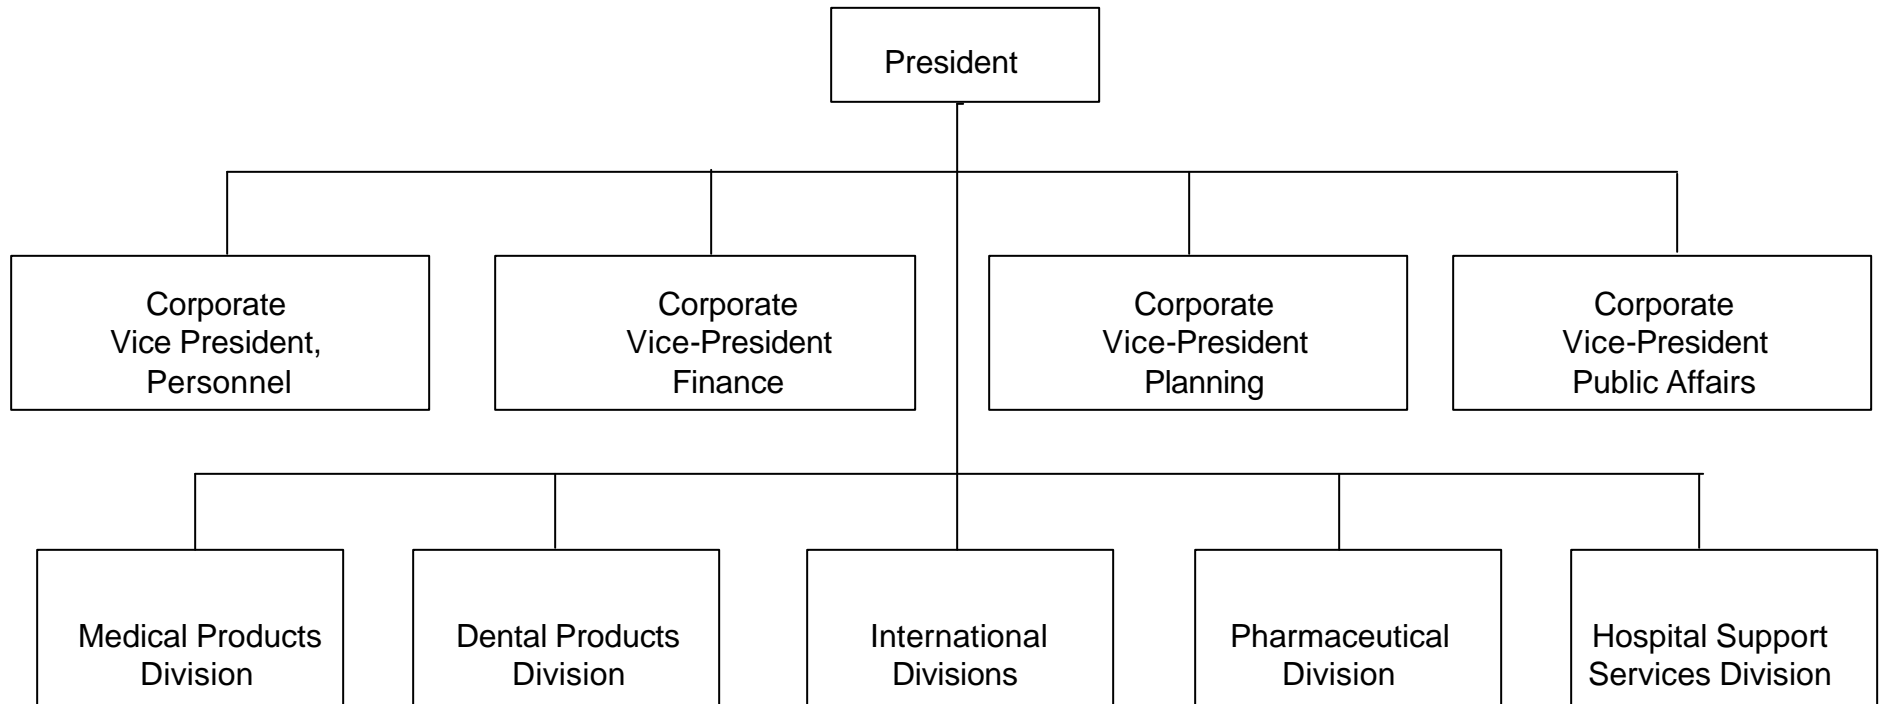 President
Corporate
Vice President,
Personnel
Corporate
Vice-President
Finance
Corporate
Vice-President
Planning
Corporate
Vice-President
Public Affairs
Medical Products
Division
Dental Products
Division
International
Divisions
Pharmaceutical
Division
Hospital Support
Services Division